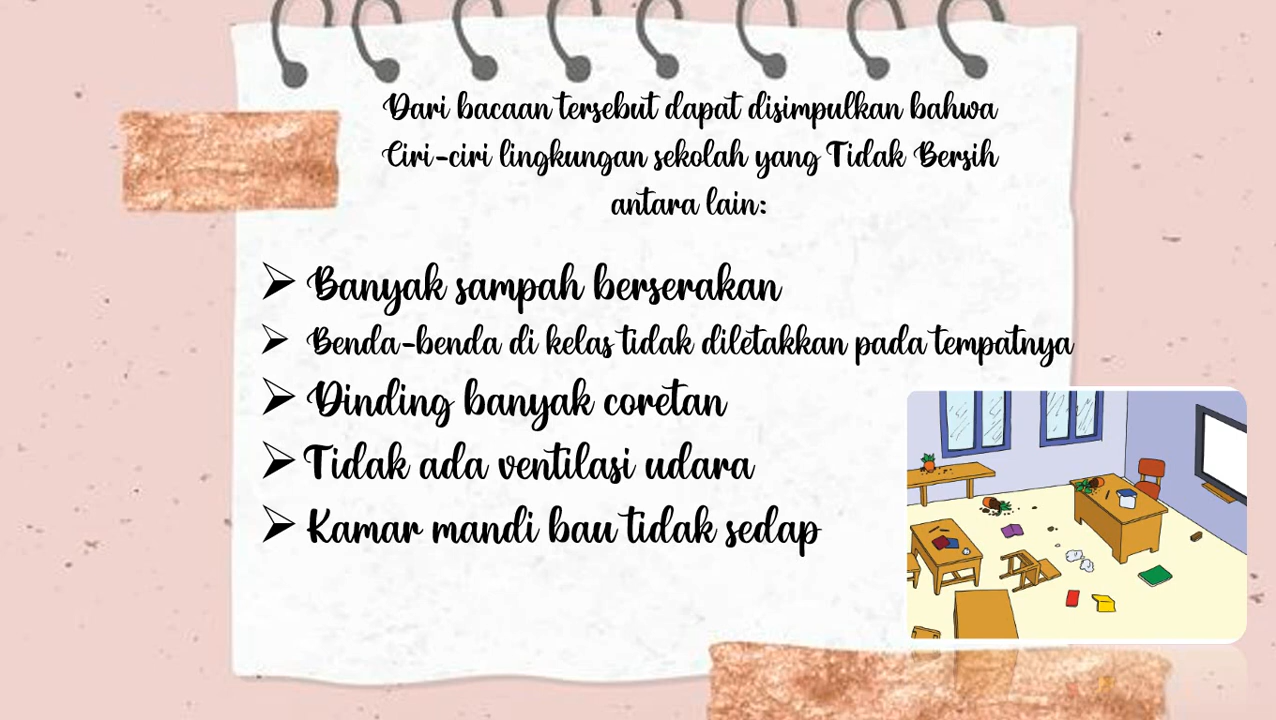 Dari bacaan tersebut dapat disimpulkan bahwa
Ciri-ciri lingkungan sekolah yang Tidak Bersih
antara lain:
Banyak sampah berserakan
Benda-benda di kelas tidak diletakkan pada tempatnya
Dinding banyak coretan
Tidak ada ventilasi udara
Kamar mandi bau tidak sedap